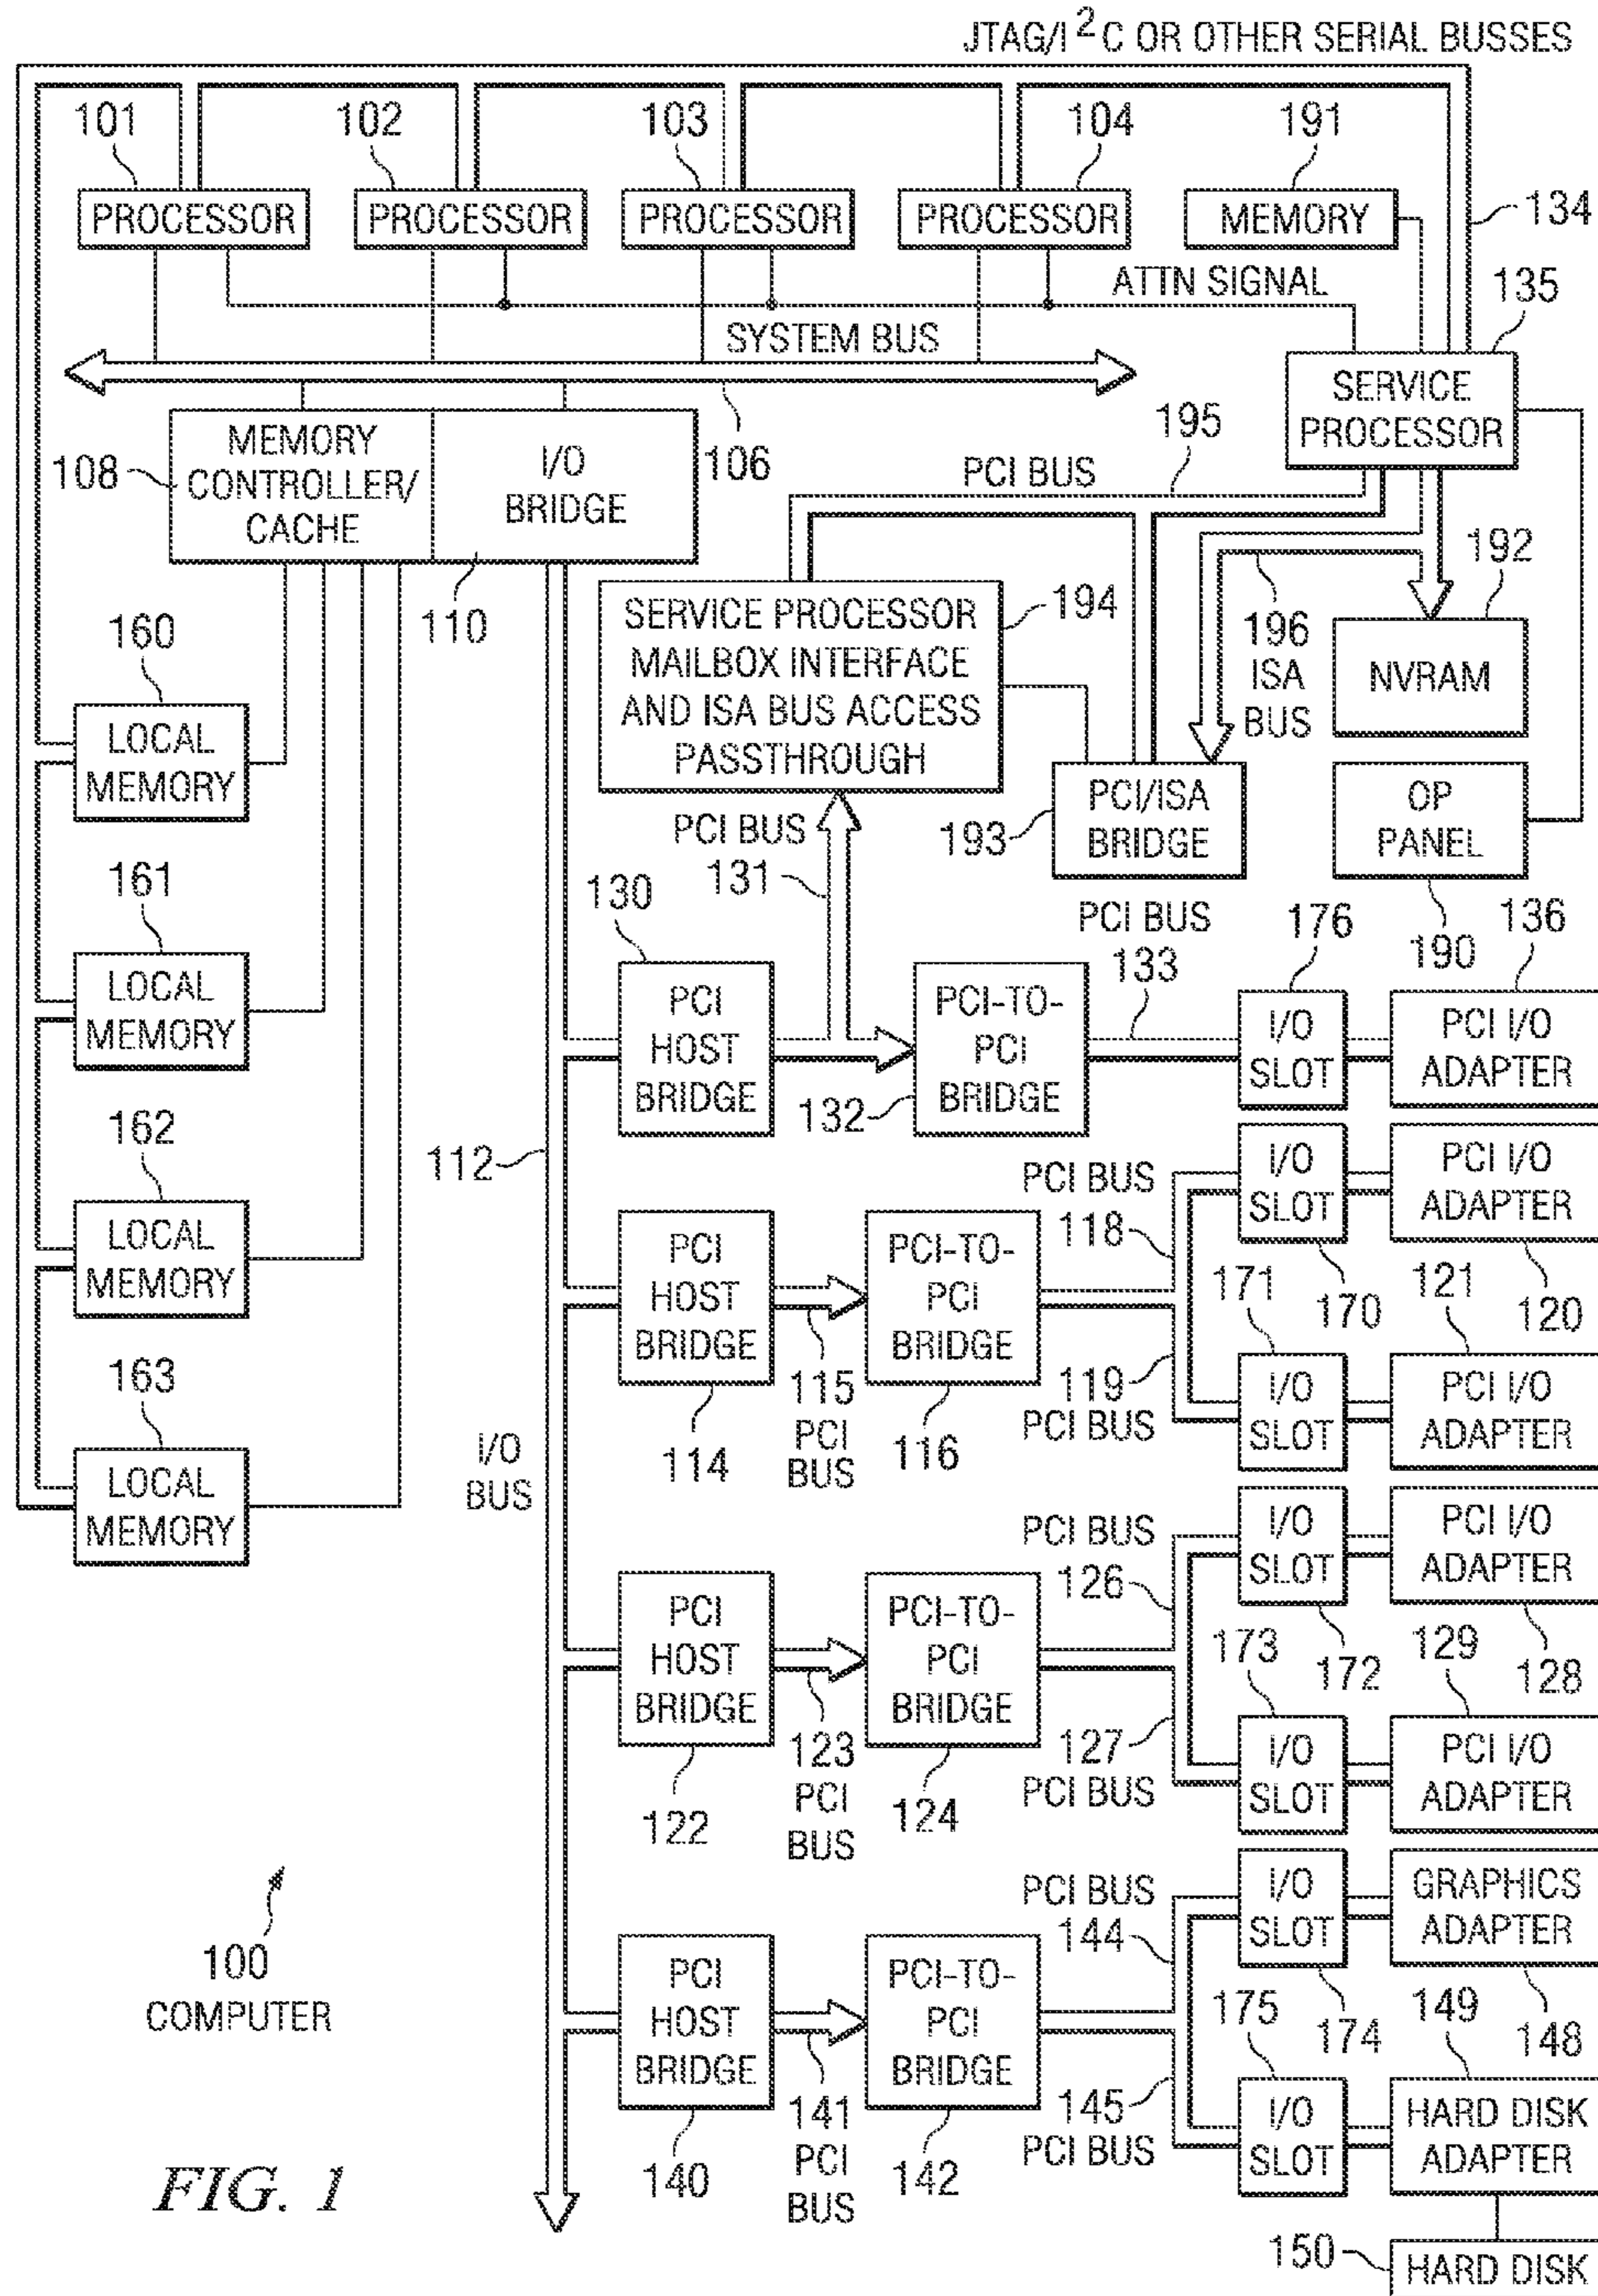 JTAG/I 2 C OR OTHER SERIAL BUSSES
101
102
103
104
191
PROCESSOR
PROCESSOR
PROCESSOR
PROCESSOR
MEMORY
134
ATTN SIGNAL
135
SYSTEM BUS
SERVICE
PROCESSOR
195
MEMORY
CONTROLLER/
CACHE
108
I/O
BRIDGE
106
PCI BUS
110
192
SERVICE PROCESSOR
MAILBOX INTERFACE
AND ISA BUS ACCESS
PASSTHROUGH
194
196
ISA
BUS
NVRAM
160
LOCAL
MEMORY
PCI BUS
131
193
PCI/ISA
BRIDGE
OP
PANEL
190
161
LOCAL
MEMORY
130
PCI
HOST
BRIDGE
PCI-TO-
PCI
BRIDGE
132
PCI BUS
133
176
I/O
SLOT
136
PCI I/O
ADAPTER
162
LOCAL
MEMORY
112
PCI
HOST
BRIDGE
114
115
PCI
BUS
PCI-TO-
PCI
BRIDGE
116
PCI BUS
118
119
PCI BUS
I/O
SLOT
170
PCI I/O
ADAPTER
120
171
I/O
SLOT
121
PCI I/O
ADAPTER
163
LOCAL
MEMORY
I/O
BUS
PCI
HOST
BRIDGE
122
123
PCI
BUS
PCI-TO-
PCI
BRIDGE
124
PCI BUS
126
127
PCI BUS
I/O
SLOT
172
PCI I/O
ADAPTER
128
173
I/O
SLOT
129
PCI I/O
ADAPTER
100
COMPUTER
PCI
HOST
BRIDGE
140
141
PCI
BUS
PCI-TO-
PCI
BRIDGE
142
PCI BUS
144
145
PCI BUS
I/O
SLOT
174
GRAPHICS
ADAPTER
148
175
I/O
SLOT
149
HARD DISK
ADAPTER
150
HARD DISK
FIG. 1